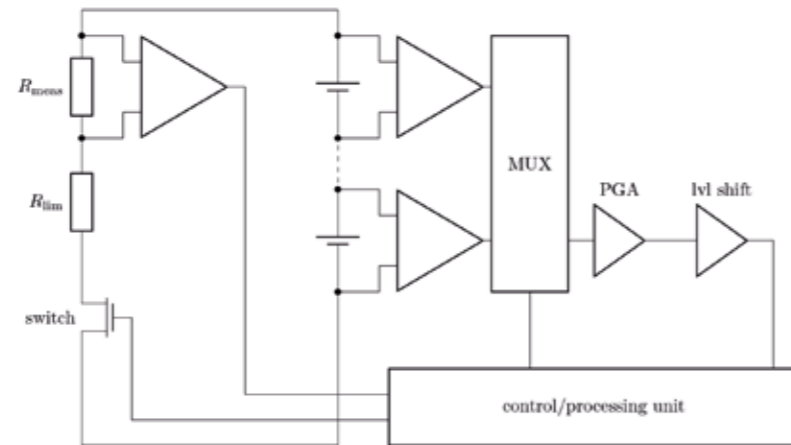 R_meas
R_lim
switch
MUX
PGA
lvl shift
control/processing unit